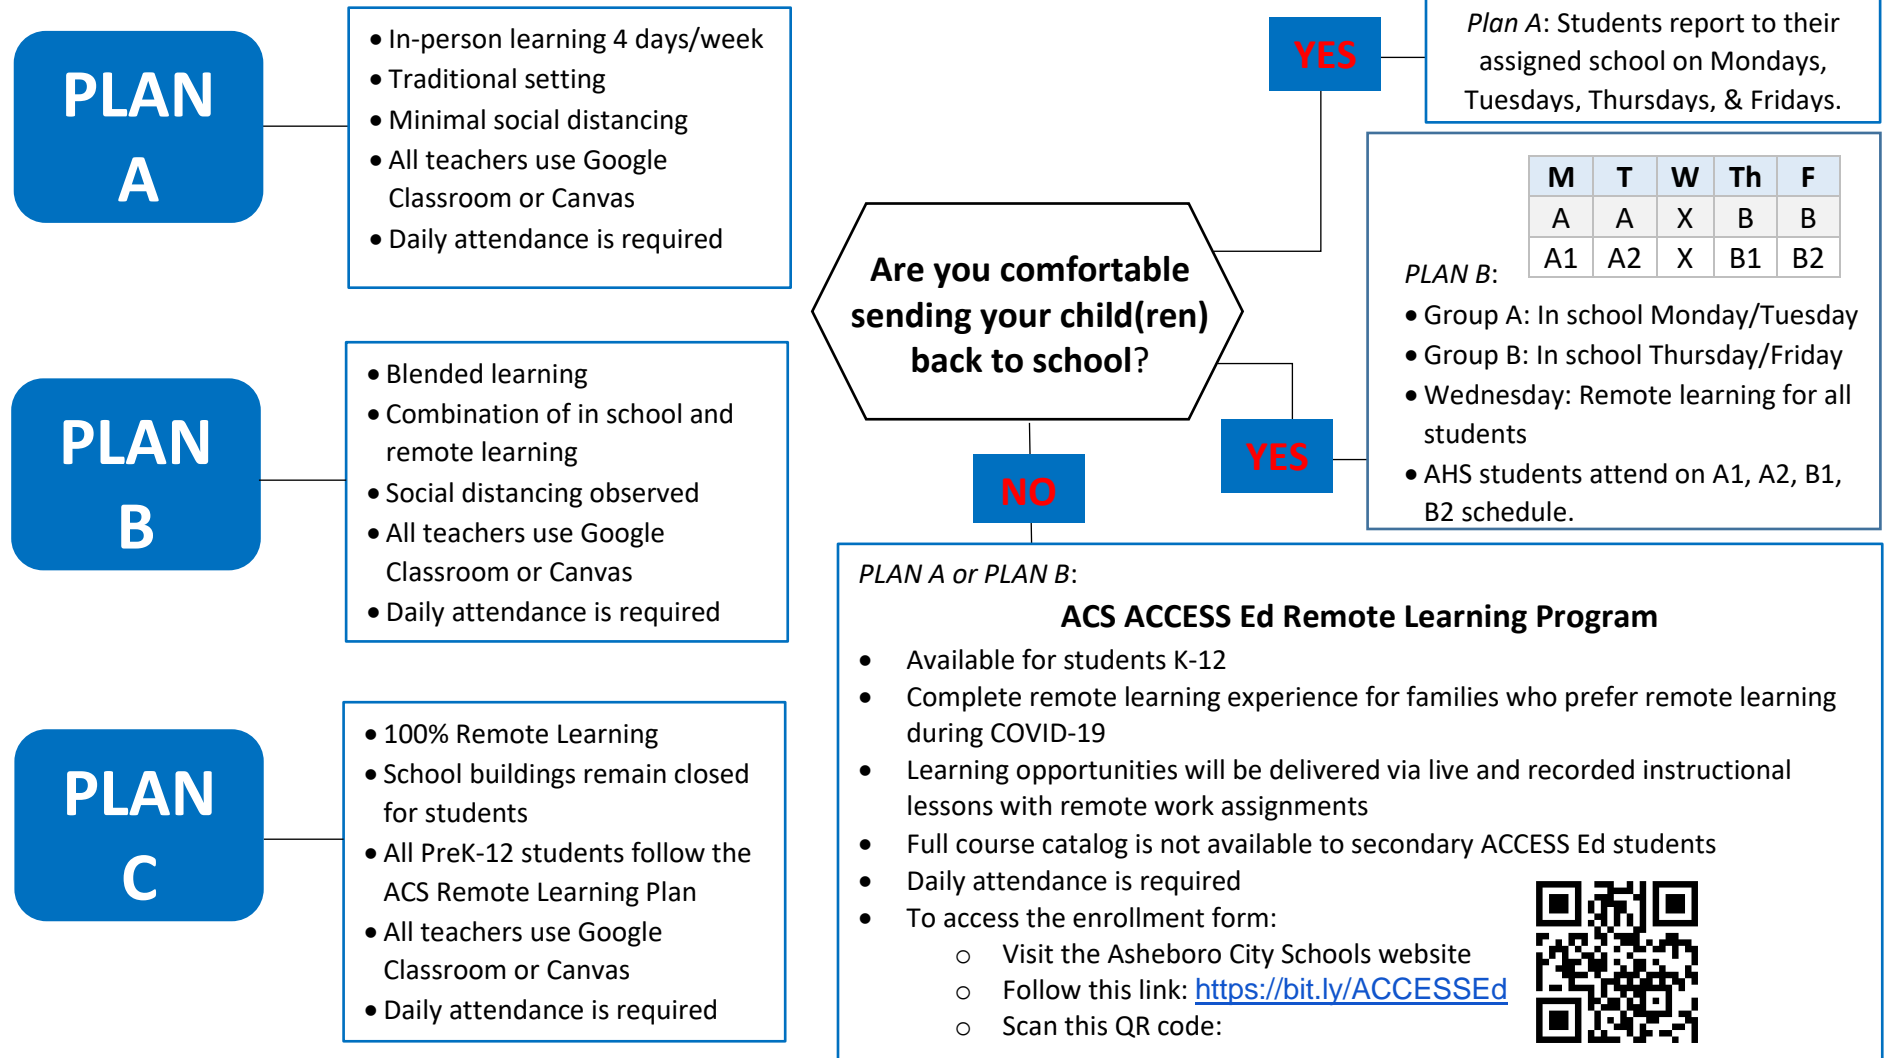 PLAN
A
• In-person learning 4 days/week
• Traditional setting
• Minimal social distancing
• All teachers use Google
Classroom or Canvas
• Daily attendance is required
PLAN
B
• Blended learning
• Combination of in school and
remote learning
• Social distancing observed
• All teachers use Google
Classroom or Canvas
• Daily attendance is required
PLAN
C
• 100% Remote Learning
• School buildings remain closed
for students
• All PreK-12 students follow the
ACS Remote Learning Plan
• All teachers use Google
Classroom or Canvas
• Daily attendance is required
Are you comfortable
sending your child(ren)
back to school?
YES
Plan A: Students report to their
assigned school on Mondays,
Tuesdays, Thursdays, & Fridays.
YES
M T W Th F
A A X B B
A1 A2 X B1 B2
PLAN B:
• Group A: In school Monday/Tuesday
• Group B: In school Thursday/Friday
• Wednesday: Remote learning for all
students
• AHS students attend on A1, A2, B1,
B2 schedule.
NO
PLAN A or PLAN B:
ACS ACCESS Ed Remote Learning Program
• Available for students K-12
• Complete remote learning experience for families who prefer remote learning
during COVID-19
• Learning opportunities will be delivered via live and recorded instructional
lessons with remote work assignments
• Full course catalog is not available to secondary ACCESS Ed students
• Daily attendance is required
• To access the enrollment form:
o Visit the Asheboro City Schools website
o Follow this link: https://bit.ly/ACCESSEd
o Scan this QR code: